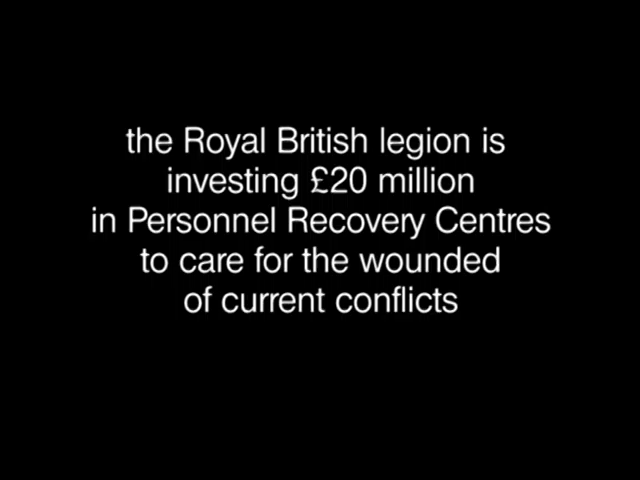 the Royal British legion is
investing £20 million
in Personnel Recovery Centres
to care for the wounded
of current conflicts